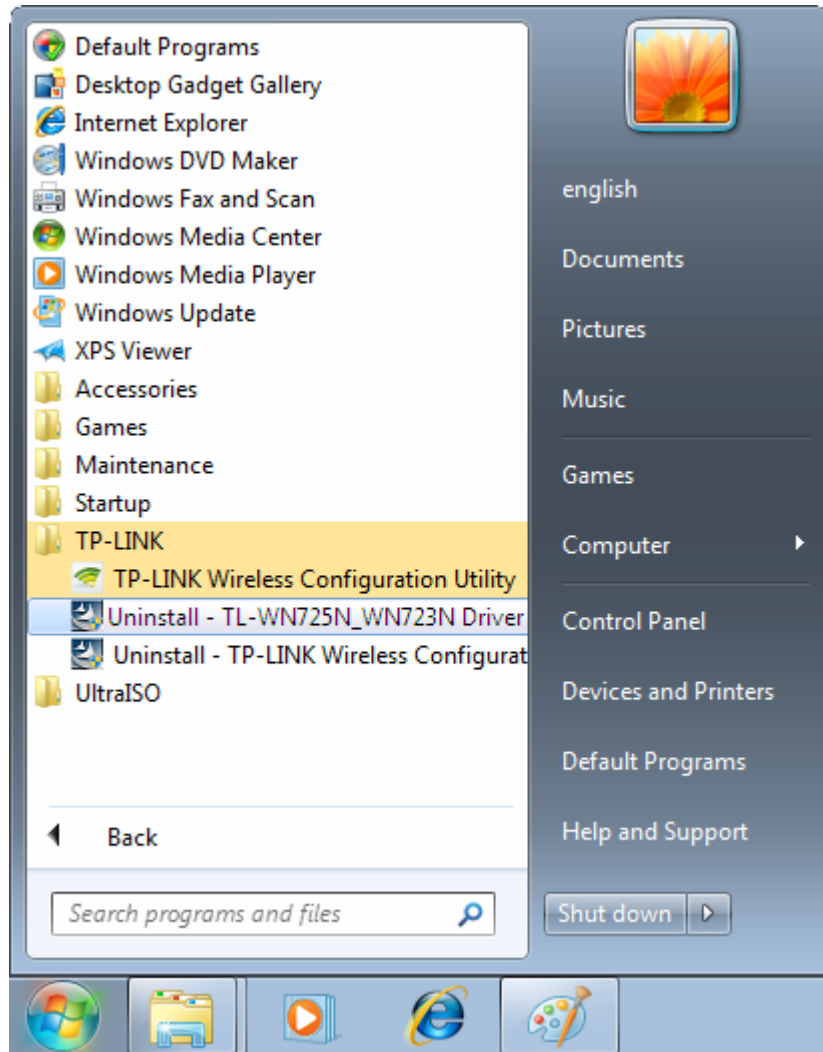 Default Programs
Desktop Gadget Gallery
Internet Explorer
Windows DVD Maker
Windows Fax and Scan
Windows Media Center
Windows Media Player
Windows Update
XPS Viewer
Accessories
Games
Maintenance
Startup
TP-LINK
TP-LINK Wireless Configuration Utility
Uninstall - TL-WN725N_WN723N Driver
Uninstall - TP-LINK Wireless Configurat
UltraISO
Back
Search programs and files
english
Documents
Pictures
Music
Games
Computer
Control Panel
Devices and Printers
Default Programs
Help and Support
Shut down